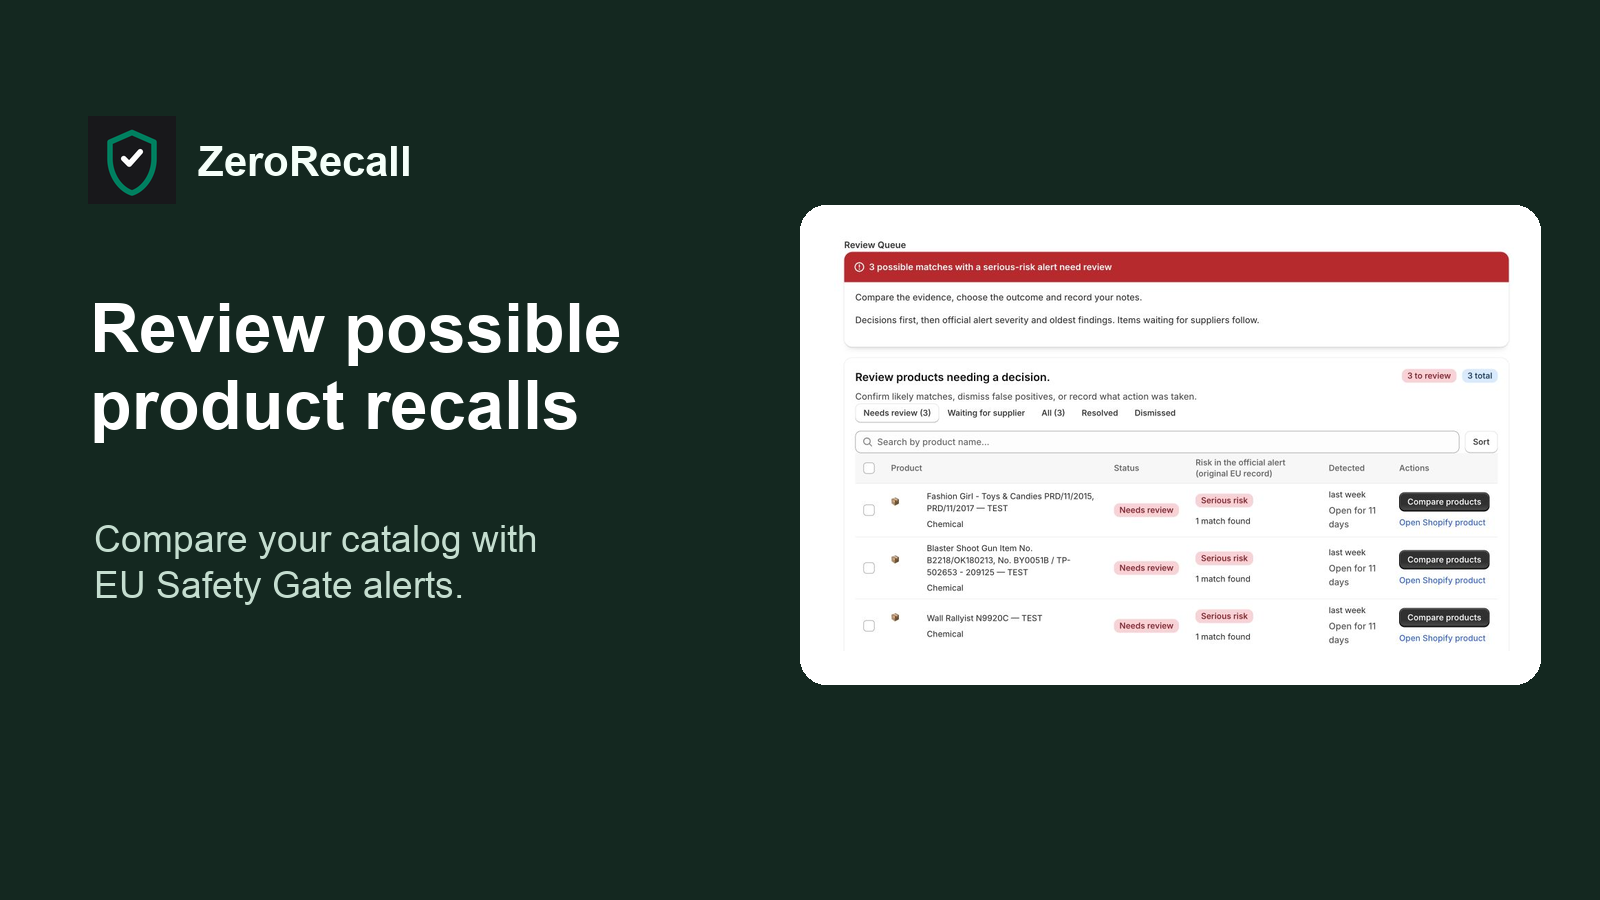 ZeroRecall
Review possible
product recalls
Compare your catalog with
EU Safety Gate alerts.
Review Queue
3 possible matches with a serious-risk alert need review
Compare the evidence, choose the outcome and record your notes.
Decisions first, then official alert severity and oldest findings. Items waiting for suppliers follow.
Review products needing a decision.
3 to review 3 total
Confirm likely matches, dismiss false positives, or record what action was taken.
Needs review (3) Waiting for supplier All (3) Resolved Dismissed
Search by product name... Sort
Product Status Risk in the official alert
(original EU record) Detected Actions
Fashion Girl - Toys & Candies PRD/11/2015,
PRD/11/2017 — TEST
Chemical
Needs review
Serious risk
1 match found
last week
Open for 11
days
Compare products
Open Shopify product
Blaster Shoot Gun Item No.
B2218/OK180213, No. BY0051B / TP-
502653 - 209125 — TEST
Chemical
Needs review
Serious risk
1 match found
last week
Open for 11
days
Compare products
Open Shopify product
Wall Rallyist N9920C — TEST
Chemical
Needs review
Serious risk
1 match found
last week
Open for 11
days
Compare products
Open Shopify product